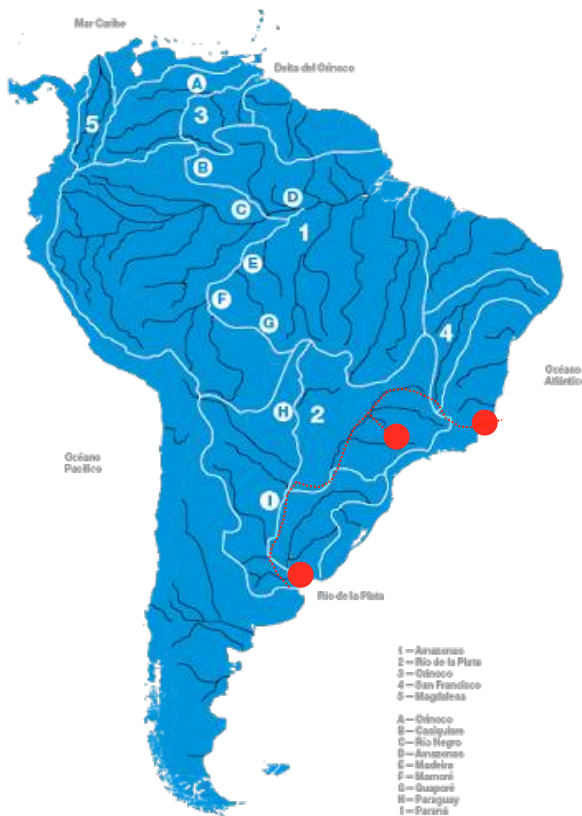 Mar Caribe
Delta del Orinoco
A
3
5
B
D
C
1
E
F
G
4
Océano
Atlántico
H
2
Océano
Pacífico
I
Río de la Plata
1 — Amazonas
2 — Río de la Plata
3 — Orinoco
4 — San Francisco
5 — Magdalena
A — Orinoco
B — Casiquiare
C — Río Negro
D — Amazonas
E — Madeira
F — Mamoré
G — Guaporé
H — Paraguay
I — Paraná